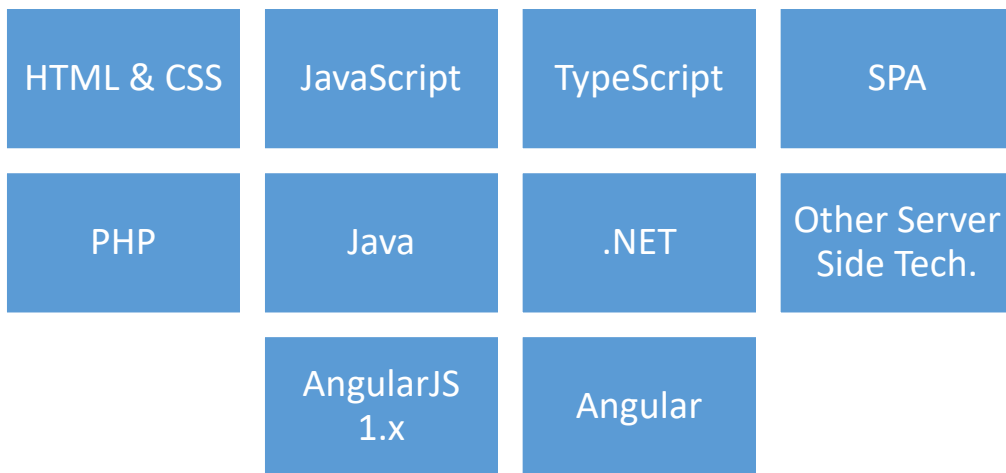 HTML & CSS
JavaScript
TypeScript
SPA
PHP
Java
.NET
Other Server
Side Tech.
AngularJS
1.x
Angular